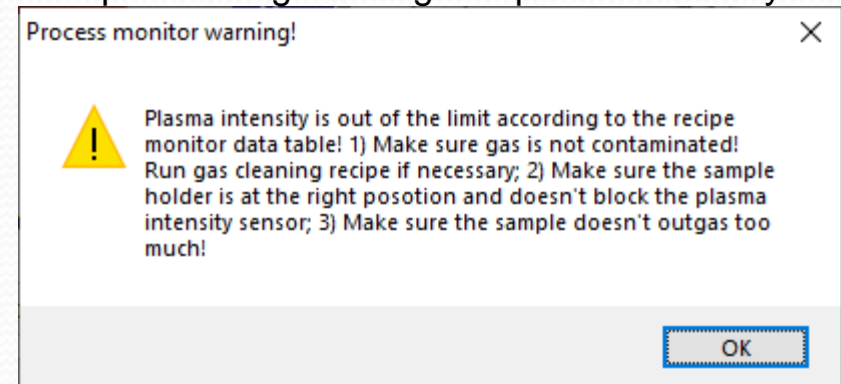 Process monitor warning!
Plasma intensity is out of the limit according to the recipe
monitor data table! 1) Make sure gas is not contaminated!
Run gas cleaning recipe if necessary; 2) Make sure the sample
holder is at the right posotion and doesn't block the plasma
intensity sensor; 3) Make sure the sample doesn't outgas too
much!
OK